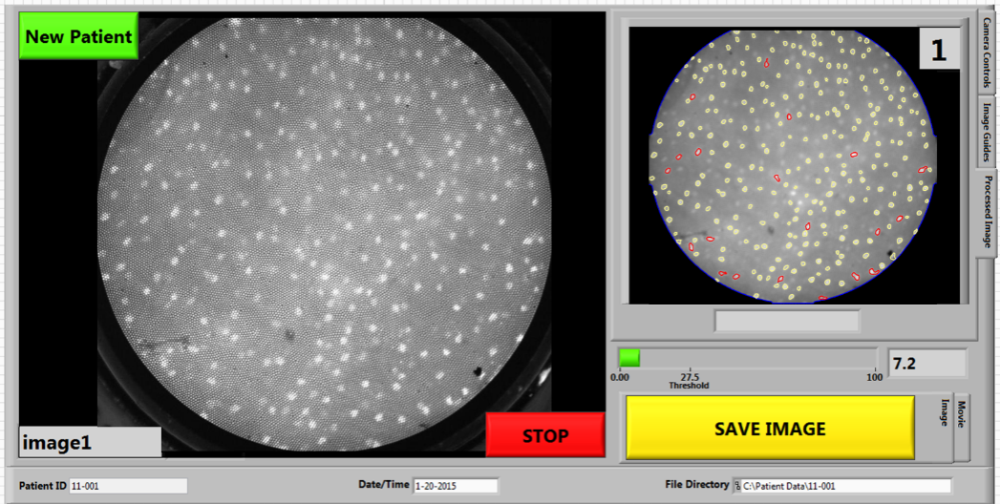 New Patient
1
Camera Controls
Image Guides
Processed Image
image1
STOP
0.00 27.5 100
Threshold
7.2
SAVE IMAGE
Image
Movie
Patient ID 11-001
Date/Time 1-20-2015
File Directory C:\Patient Data\11-001